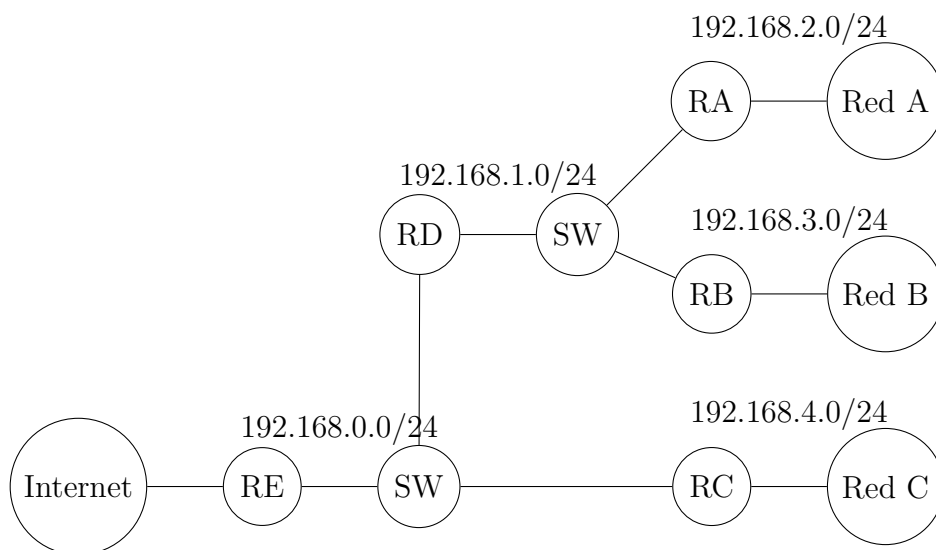 192.168.2.0/24
RA
Red A
192.168.1.0/24
RD
SW
192.168.3.0/24
RB
Red B
192.168.0.0/24
192.168.4.0/24
Internet
RE
SW
RC
Red C